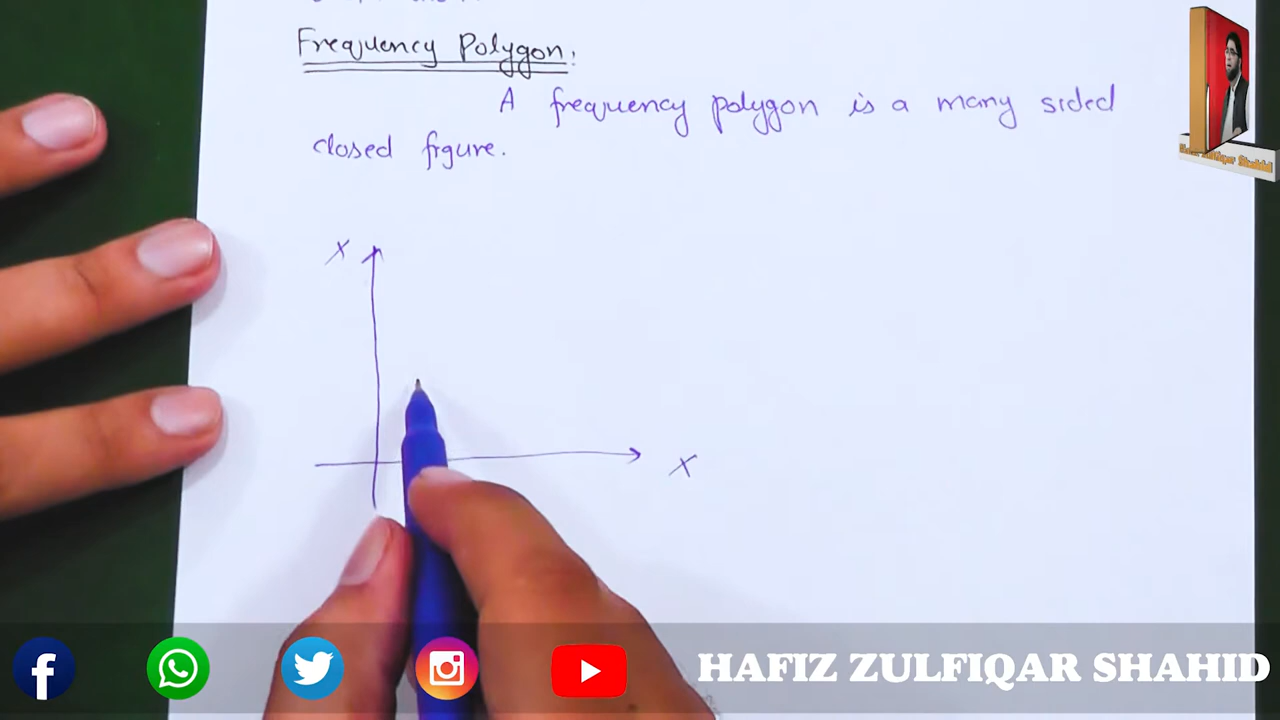 Frequency Polygon:
A frequency polygon is a many sided
closed figure.
X
X
HAFIZ ZULFIQAR SHAHID